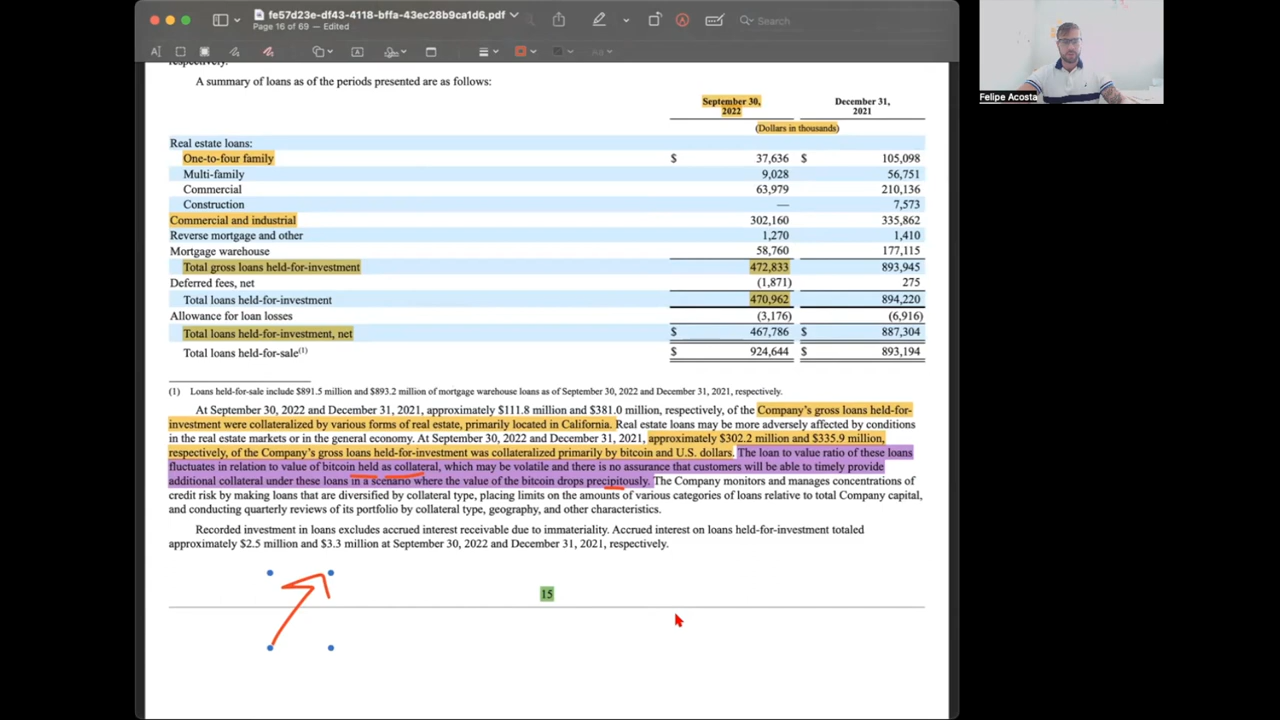 fe57d23e-df43-4118-bffa-43ec28b9ca1d6.pdf
Page 16 of 69 — Edited
Search
Felipe Acosta
respectively.
A summary of loans as of the periods presented are as follows:
September 30, 2022 December 31, 2021
(Dollars in thousands)
Real estate loans:
One-to-four family $ 37,636 $ 105,098
Multi-family 9,028 56,751
Commercial 63,979 210,136
Construction — 7,573
Commercial and industrial 302,160 335,862
Reverse mortgage and other 1,270 1,410
Mortgage warehouse 58,760 177,115
Total gross loans held-for-investment 472,833 893,945
Deferred fees, net (1,871) 275
Total loans held-for-investment 470,962 894,220
Allowance for loan losses (3,176) (6,916)
Total loans held-for-investment, net $ 467,786 $ 887,304
Total loans held-for-sale(1) $ 924,644 $ 893,194
(1) Loans held-for-sale include $891.5 million and $893.2 million of mortgage warehouse loans as of September 30, 2022 and December 31, 2021, respectively.
At September 30, 2022 and December 31, 2021, approximately $111.8 million and $381.0 million, respectively, of the Company's gross loans held-for-
investment were collateralized by various forms of real estate, primarily located in California. Real estate loans may be more adversely affected by conditions
in the real estate markets or in the general economy. At September 30, 2022 and December 31, 2021, approximately $302.2 million and $335.9 million,
respectively, of the Company's gross loans held-for-investment was collateralized primarily by bitcoin and U.S. dollars. The loan to value ratio of these loans
fluctuates in relation to value of bitcoin held as collateral, which may be volatile and there is no assurance that customers will be able to timely provide
additional collateral under these loans in a scenario where the value of the bitcoin drops precipitously. The Company monitors and manages concentrations of
credit risk by making loans that are diversified by collateral type, placing limits on the amounts of various categories of loans relative to total Company capital,
and conducting quarterly reviews of its portfolio by collateral type, geography, and other characteristics.
Recorded investment in loans excludes accrued interest receivable due to immateriality. Accrued interest on loans held-for-investment totaled
approximately $2.5 million and $3.3 million at September 30, 2022 and December 31, 2021, respectively.
15